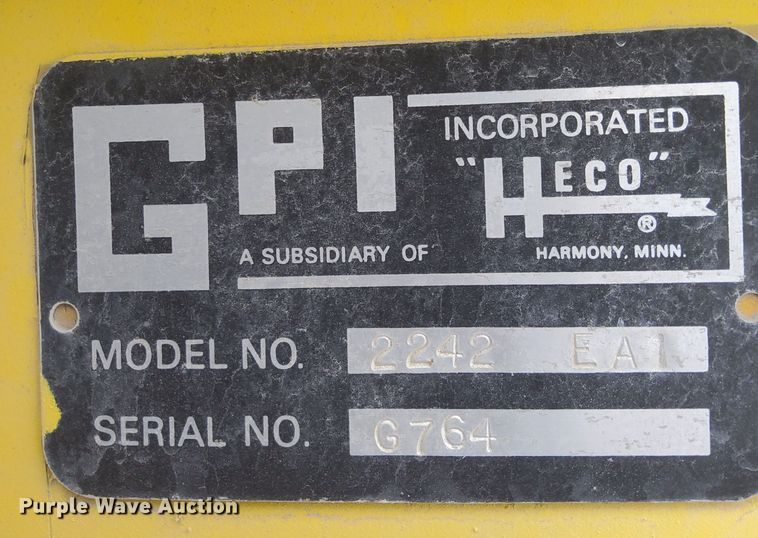 GPI INCORPORATED
"HECO" ®
A SUBSIDIARY OF HARMONY, MINN.
MODEL NO. 2242 EA1
SERIAL NO. G764
Purple Wave Auction